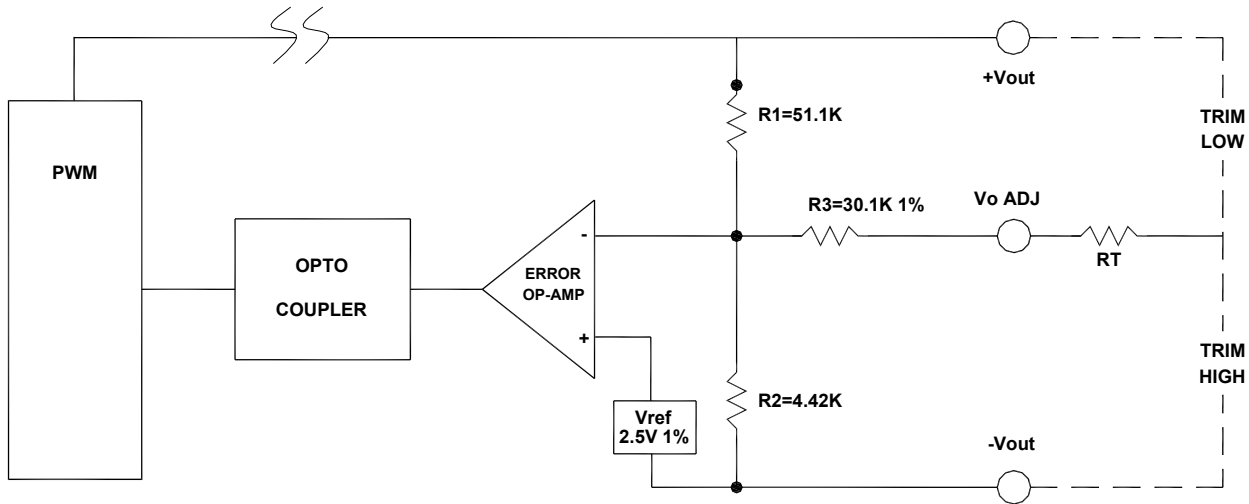 +Vout
R1=51.1K
TRIM
LOW
PWM
R3=30.1K 1%
Vo ADJ
RT
OPTO
COUPLER
-
ERROR
OP-AMP
+
TRIM
HIGH
R2=4.42K
Vref
2.5V 1%
-Vout